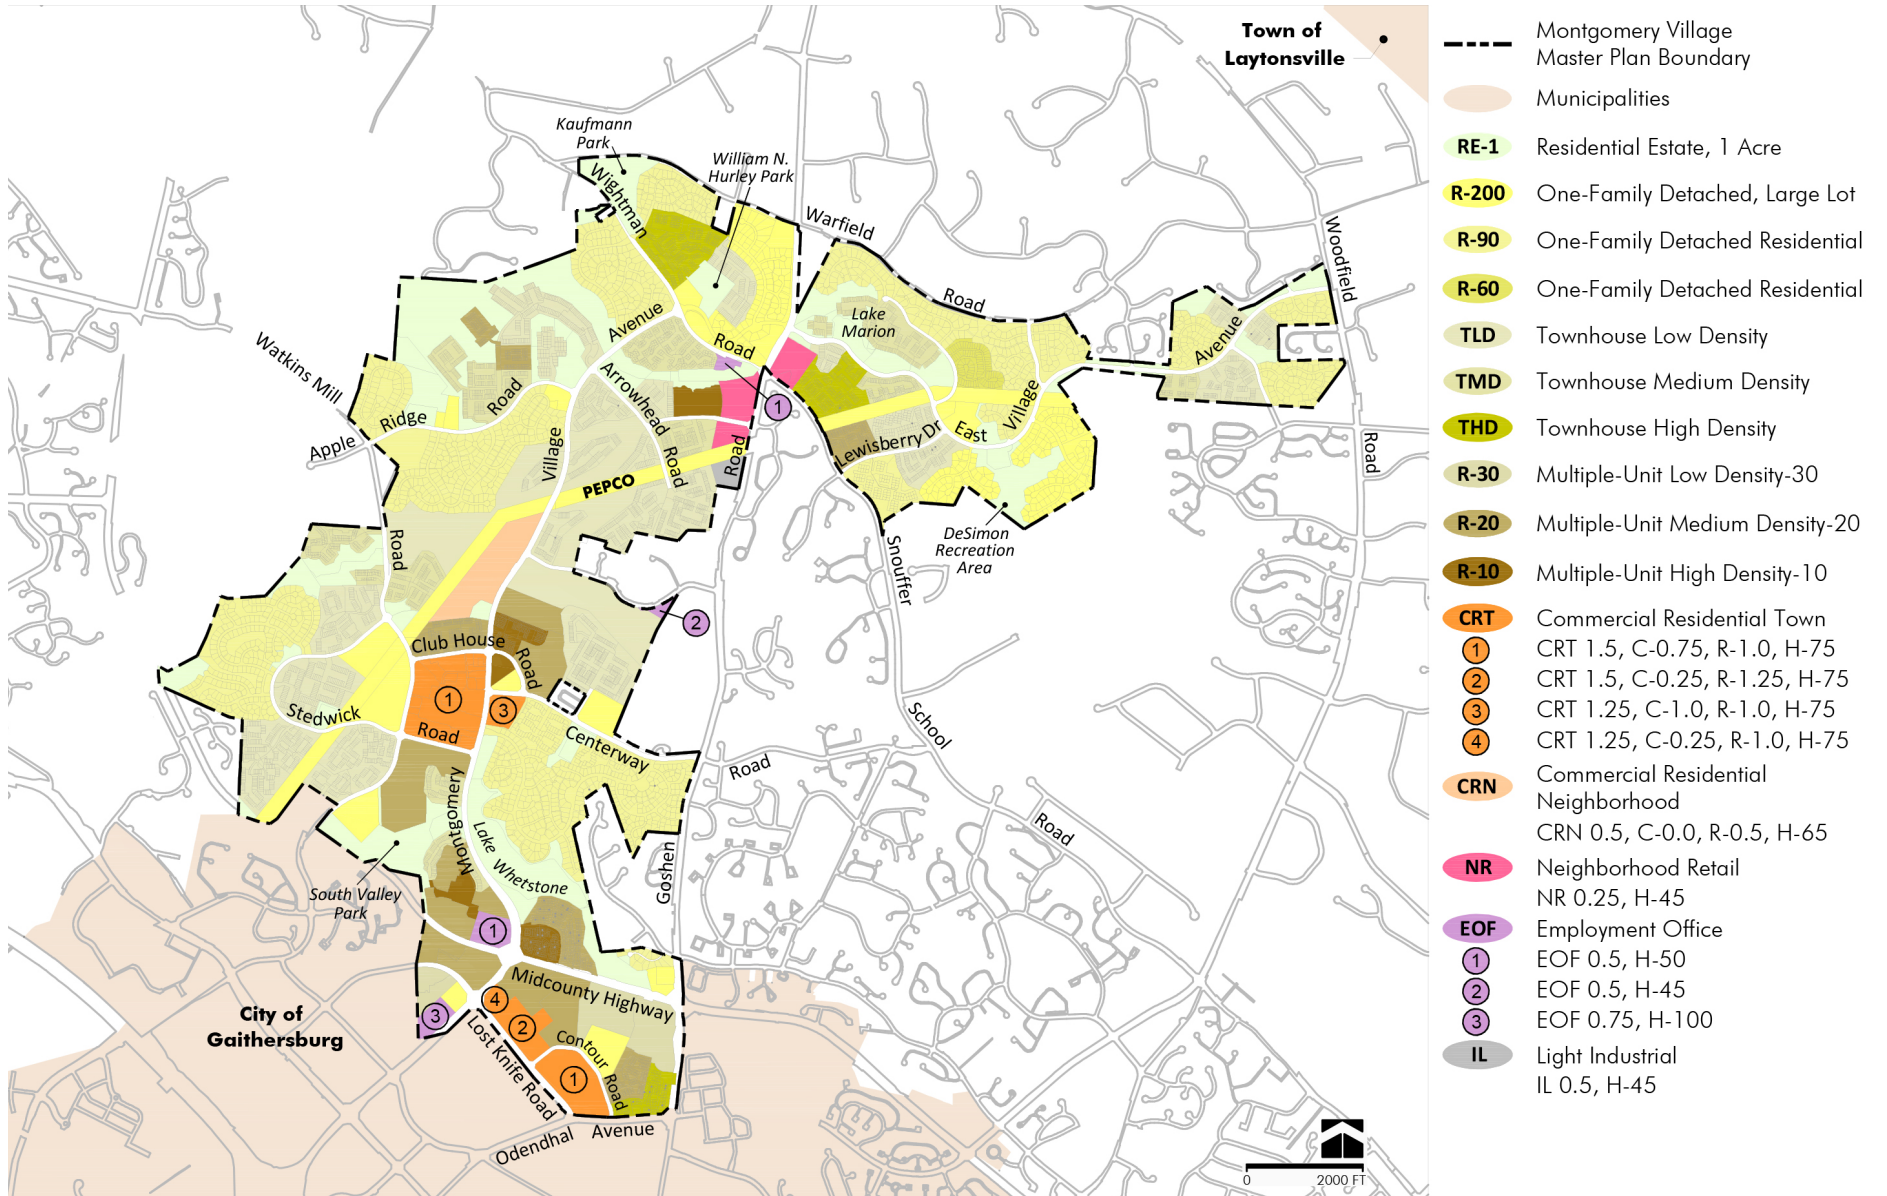 Town of
Laytonsville
Kaufmann
Park
William N.
Hurley Park
Wightman
Warfield
Road
Woodfield
Road
Lake
Marion
Avenue
Avenue
Road
Watkins Mill
Road
Arrowhead
Road
Road
Apple
Ridge
Road
Village
1
East
Village
Lewisberry Dr
PEPCO
DeSimon
Recreation
Area
Snouffer
School
Road
2
Club House
Road
1
3
Stedwick
Road
Centerway
Road
Montgomery
Lake
Whetstone
Goshen
South Valley
Park
1
Midcounty Highway
4
3
2
City of
Gaithersburg
Lost Knife Road
Contour
Road
1
Odendhal
Avenue
0
2000 FT
Montgomery Village
Master Plan Boundary
Municipalities
RE-1 Residential Estate, 1 Acre
R-200 One-Family Detached, Large Lot
R-90 One-Family Detached Residential
R-60 One-Family Detached Residential
TLD Townhouse Low Density
TMD Townhouse Medium Density
THD Townhouse High Density
R-30 Multiple-Unit Low Density-30
R-20 Multiple-Unit Medium Density-20
R-10 Multiple-Unit High Density-10
CRT Commercial Residential Town
1 CRT 1.5, C-0.75, R-1.0, H-75
2 CRT 1.5, C-0.25, R-1.25, H-75
3 CRT 1.25, C-1.0, R-1.0, H-75
4 CRT 1.25, C-0.25, R-1.0, H-75
CRN Commercial Residential
Neighborhood
CRN 0.5, C-0.0, R-0.5, H-65
NR Neighborhood Retail
NR 0.25, H-45
EOF Employment Office
1 EOF 0.5, H-50
2 EOF 0.5, H-45
3 EOF 0.75, H-100
IL Light Industrial
IL 0.5, H-45